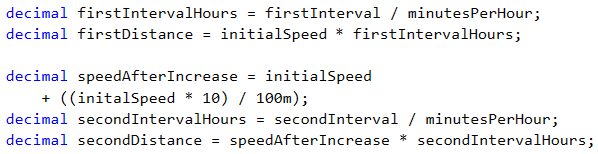 decimal firstIntervalHours = firstInterval / minutesPerHour;
decimal firstDistance = initialSpeed * firstIntervalHours;
decimal speedAfterIncrease = initialSpeed
+ ((initalSpeed * 10) / 100m);
decimal secondIntervalHours = secondInterval / minutesPerHour;
decimal secondDistance = speedAfterIncrease * secondIntervalHours;